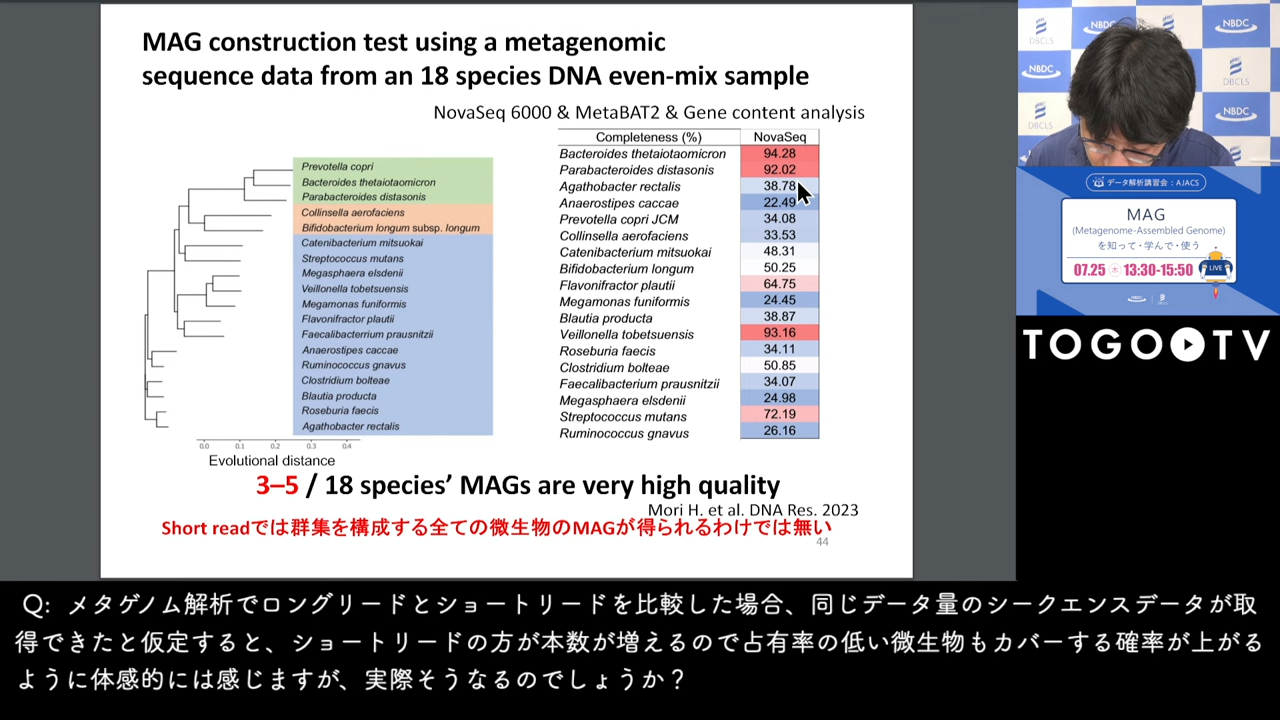 MAG construction test using a metagenomic
sequence data from an 18 species DNA even-mix sample
NovaSeq 6000 & MetaBAT2 & Gene content analysis
Prevotella copri
Bacteroides thetaiotaomicron
Parabacteroides distasonis
Collinsella aerofaciens
Bifidobacterium longum subsp. longum
Catenibacterium mitsuokai
Streptococcus mutans
Megasphaera elsdenii
Veillonella tobetsuensis
Megamonas funiformis
Flavonifractor plautii
Faecalibacterrium prausnitzii
Anaerostipes caccae
Ruminococcus gnavus
Clostridium bolteae
Blautia producta
Roseburia faecis
Agathobacter rectalis
0.0 0.1 0.2 0.3 0.4
Evolutional distance
Completeness (%) NovaSeq
Bacteroides thetaiotaomicron 94.28
Parabacteroides distasonis 92.02
Agathobacter rectalis 38.78
Anaerostipes caccae 22.49
Prevotella copri JCM 34.08
Collinsella aerofaciens 33.53
Catenibacterium mitsuokai 48.31
Bifidobacterium longum 50.25
Flavonifractor plautii 64.75
Megamonas funiformis 24.45
Blautia producta 38.87
Veillonella tobetsuensis 93.16
Roseburia faecis 34.11
Clostridium bolteae 50.85
Faecalibacterium prausnitzii 34.07
Megasphaera elsdenii 24.98
Streptococcus mutans 72.19
Ruminococcus gnavus 26.16
3–5 / 18 species’ MAGs are very high quality
Mori H. et al. DNA Res. 2023
Short readでは群集を構成する全ての微生物のMAGが得られるわけでは無い
44
NBDC
DBCLS
NBDC
DBCLS
DBCLS
NBDC
データ解析講習会：AJACS
MAG
(Metagenome-Assembled Genome)
を知って・学んで・使う
07.25 木 13:30-15:50
LIVE
TOGO TV
Q: メタゲノム解析でロングリードとショートリードを比較した場合、同じデータ量のシークエンスデータが取
得できたと仮定すると、ショートリードの方が本数が増えるので占有率の低い微生物もカバーする確率が上がる
ように体感的には感じますが、実際そうなるのでしょうか？